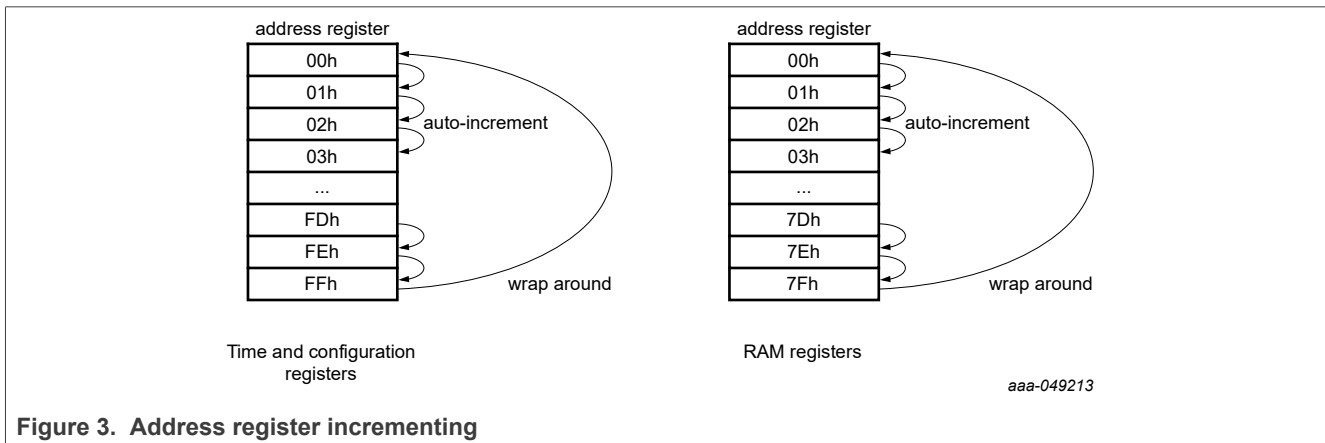 address register
00h
01h
02h
auto-increment
03h
...
FDh
FEh
FFh
wrap around
Time and configuration
registers
address register
00h
01h
02h
auto-increment
03h
...
7Dh
7Eh
7Fh
wrap around
RAM registers
aaa-049213
Figure 3. Address register incrementing